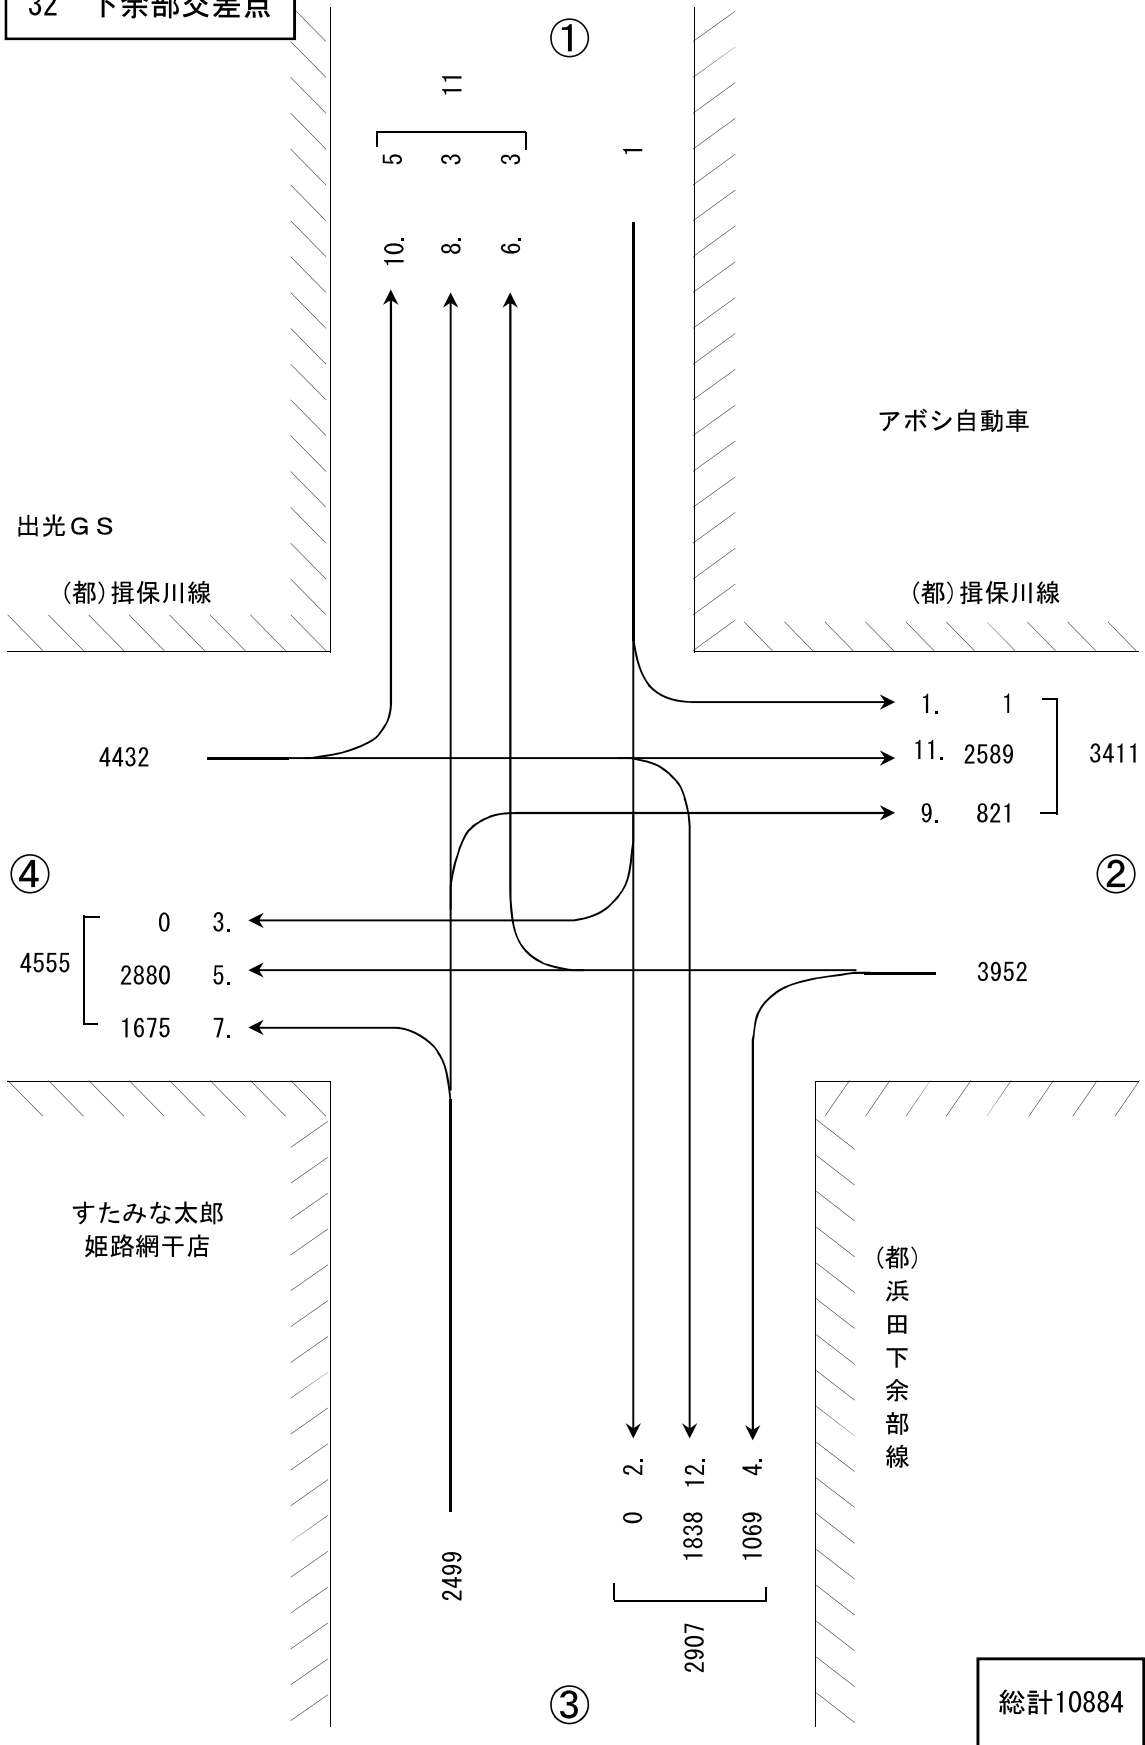 32 下余部交差点
①
11
5 3 3 1
10. 8. 6.
アボシ自動車
出光GS
(都)揖保川線
(都)揖保川線
1. 1
4432
11. 2589
3411
9. 821
④
②
0 3.
4555
2880 5.
3952
1675 7.
すたみな太郎
姫路網干店
(都)浜田下余部線
2. 12. 4.
0 1838 1069
2499
2907
③
総計10884